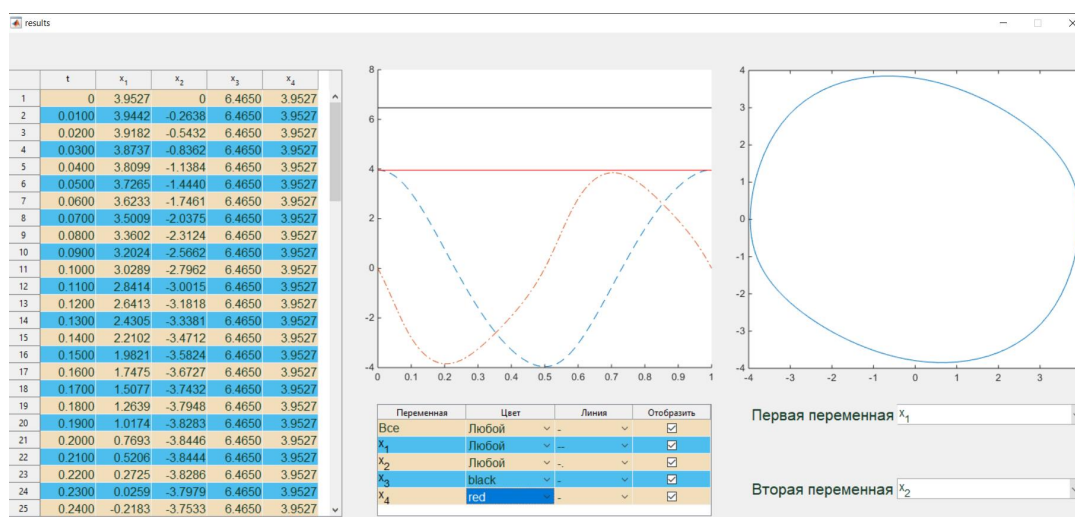 results
t x₁ x₂ x₃ x₄
1 0 3.9527 0 6.4650 3.9527
2 0.0100 3.9442 -0.2638 6.4650 3.9527
3 0.0200 3.9182 -0.5432 6.4650 3.9527
4 0.0300 3.8737 -0.8362 6.4650 3.9527
5 0.0400 3.8099 -1.1384 6.4650 3.9527
6 0.0500 3.7265 -1.4440 6.4650 3.9527
7 0.0600 3.6233 -1.7461 6.4650 3.9527
8 0.0700 3.5009 -2.0375 6.4650 3.9527
9 0.0800 3.3602 -2.3124 6.4650 3.9527
10 0.0900 3.2024 -2.5662 6.4650 3.9527
11 0.1000 3.0289 -2.7962 6.4650 3.9527
12 0.1100 2.8414 -3.0015 6.4650 3.9527
13 0.1200 2.6413 -3.1818 6.4650 3.9527
14 0.1300 2.4305 -3.3381 6.4650 3.9527
15 0.1400 2.2102 -3.4712 6.4650 3.9527
16 0.1500 1.9821 -3.5824 6.4650 3.9527
17 0.1600 1.7475 -3.6727 6.4650 3.9527
18 0.1700 1.5077 -3.7432 6.4650 3.9527
19 0.1800 1.2639 -3.7948 6.4650 3.9527
20 0.1900 1.0174 -3.8283 6.4650 3.9527
21 0.2000 0.7693 -3.8446 6.4650 3.9527
22 0.2100 0.5206 -3.8444 6.4650 3.9527
23 0.2200 0.2725 -3.8286 6.4650 3.9527
24 0.2300 0.0259 -3.7979 6.4650 3.9527
25 0.2400 -0.2183 -3.7533 6.4650 3.9527
8
6
4
2
0
-2
-4
0 0.1 0.2 0.3 0.4 0.5 0.6 0.7 0.8 0.9 1
4
3
2
1
0
-1
-2
-3
-4
-4 -3 -2 -1 0 1 2 3
Переменная Цвет Линия Отобразить
Все Любой -
x₁ Любой --
x₂ Любой -.
x₃ black -
x₄ red -
Первая переменная x₁
Вторая переменная x₂